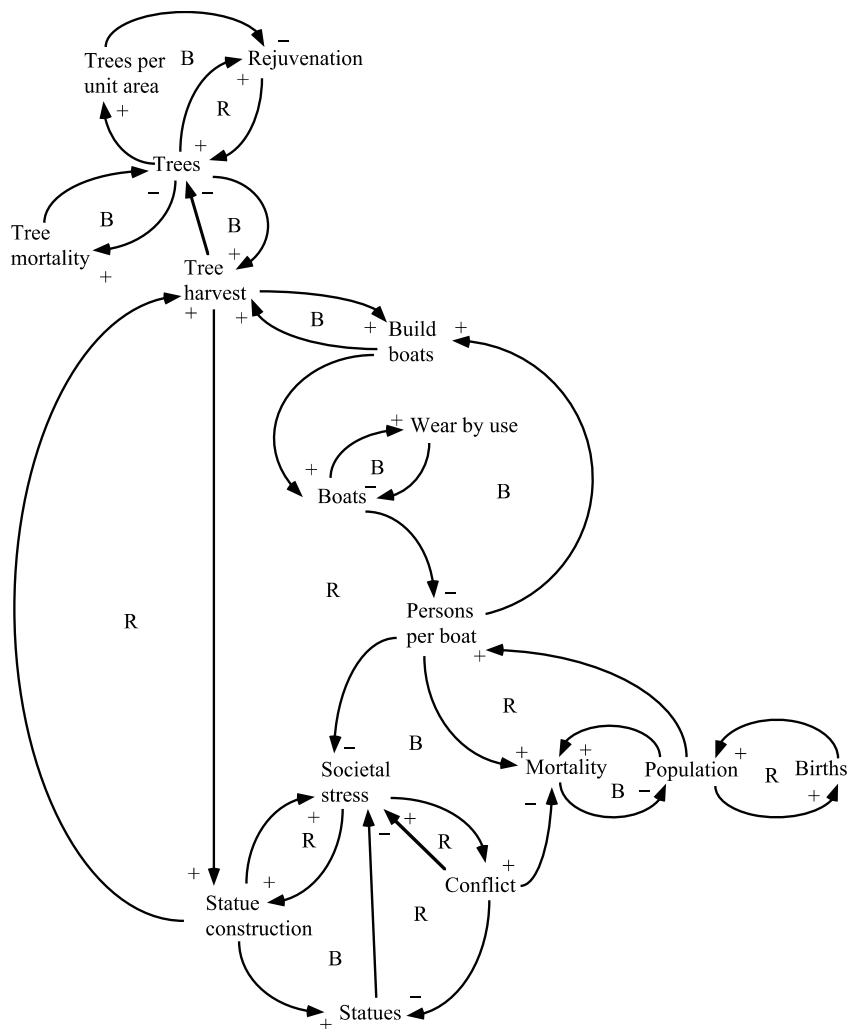 −
B
Trees per
unit area
Rejuvenation
+
+
R
+
Trees
−
−
B
B
Tree
mortality
+
+
Tree
harvest
+
+
B
+
Build
boats
+
+
Wear by use
B
+
Boats
−
B
R
−
Persons
per boat
R
+
R
B
−
+
Mortality
+
Population
−
B
+
R
Births
+
Societal
stress
+
R
−
+
R
−
+
Conflict
+
+
Statue
construction
R
B
−
Statues
+